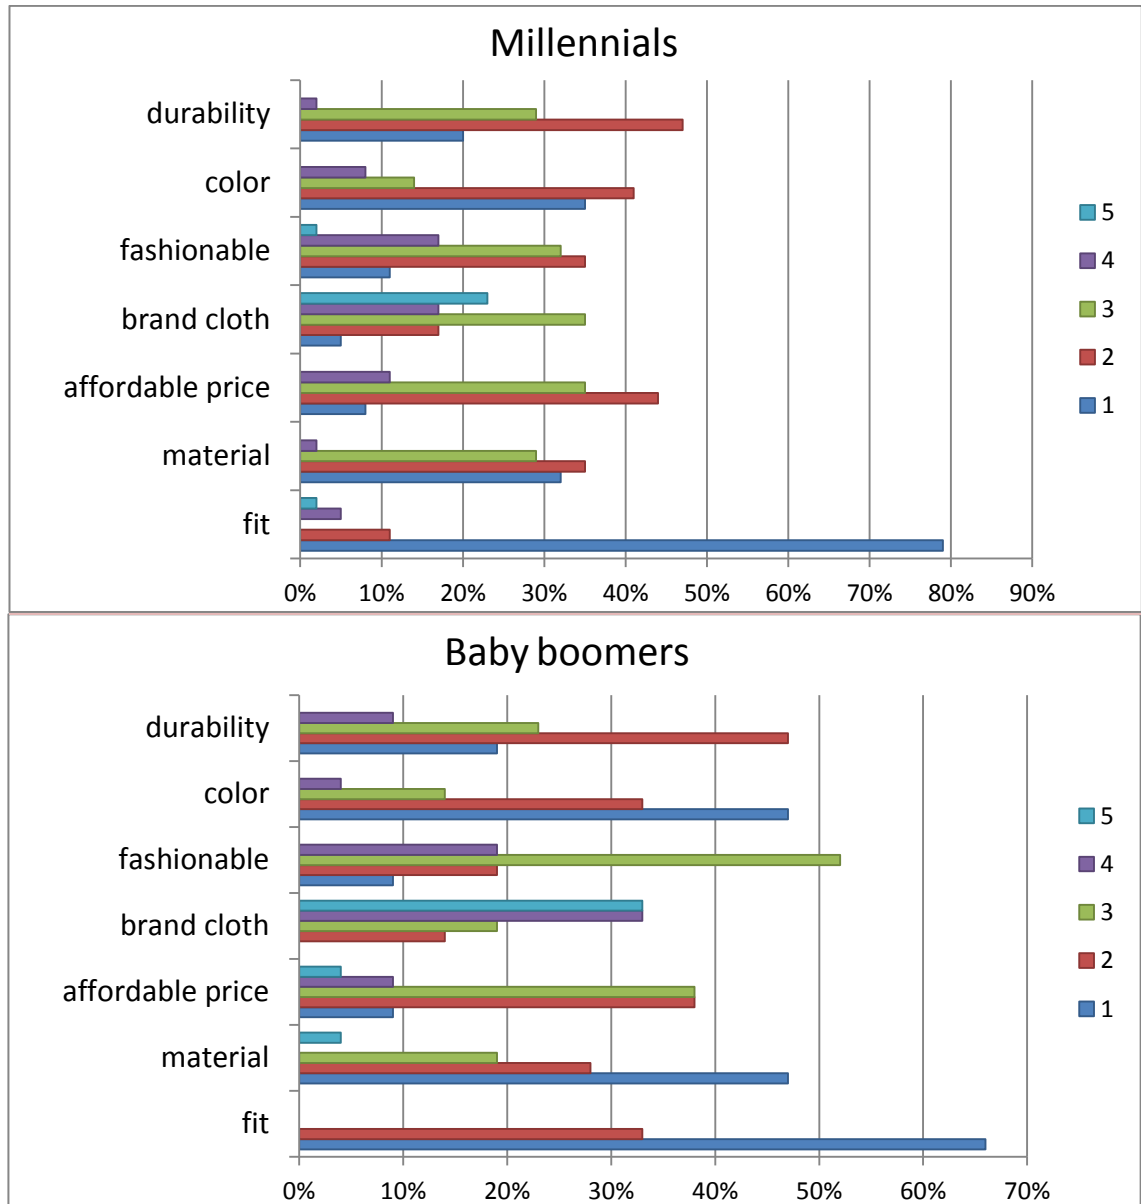 Millennials
durability
color
fashionable
brand cloth
affordable price
material
fit
5
4
3
2
1
0% 10% 20% 30% 40% 50% 60% 70% 80% 90%
Baby boomers
durability
color
fashionable
brand cloth
affordable price
material
fit
5
4
3
2
1
0% 10% 20% 30% 40% 50% 60% 70%